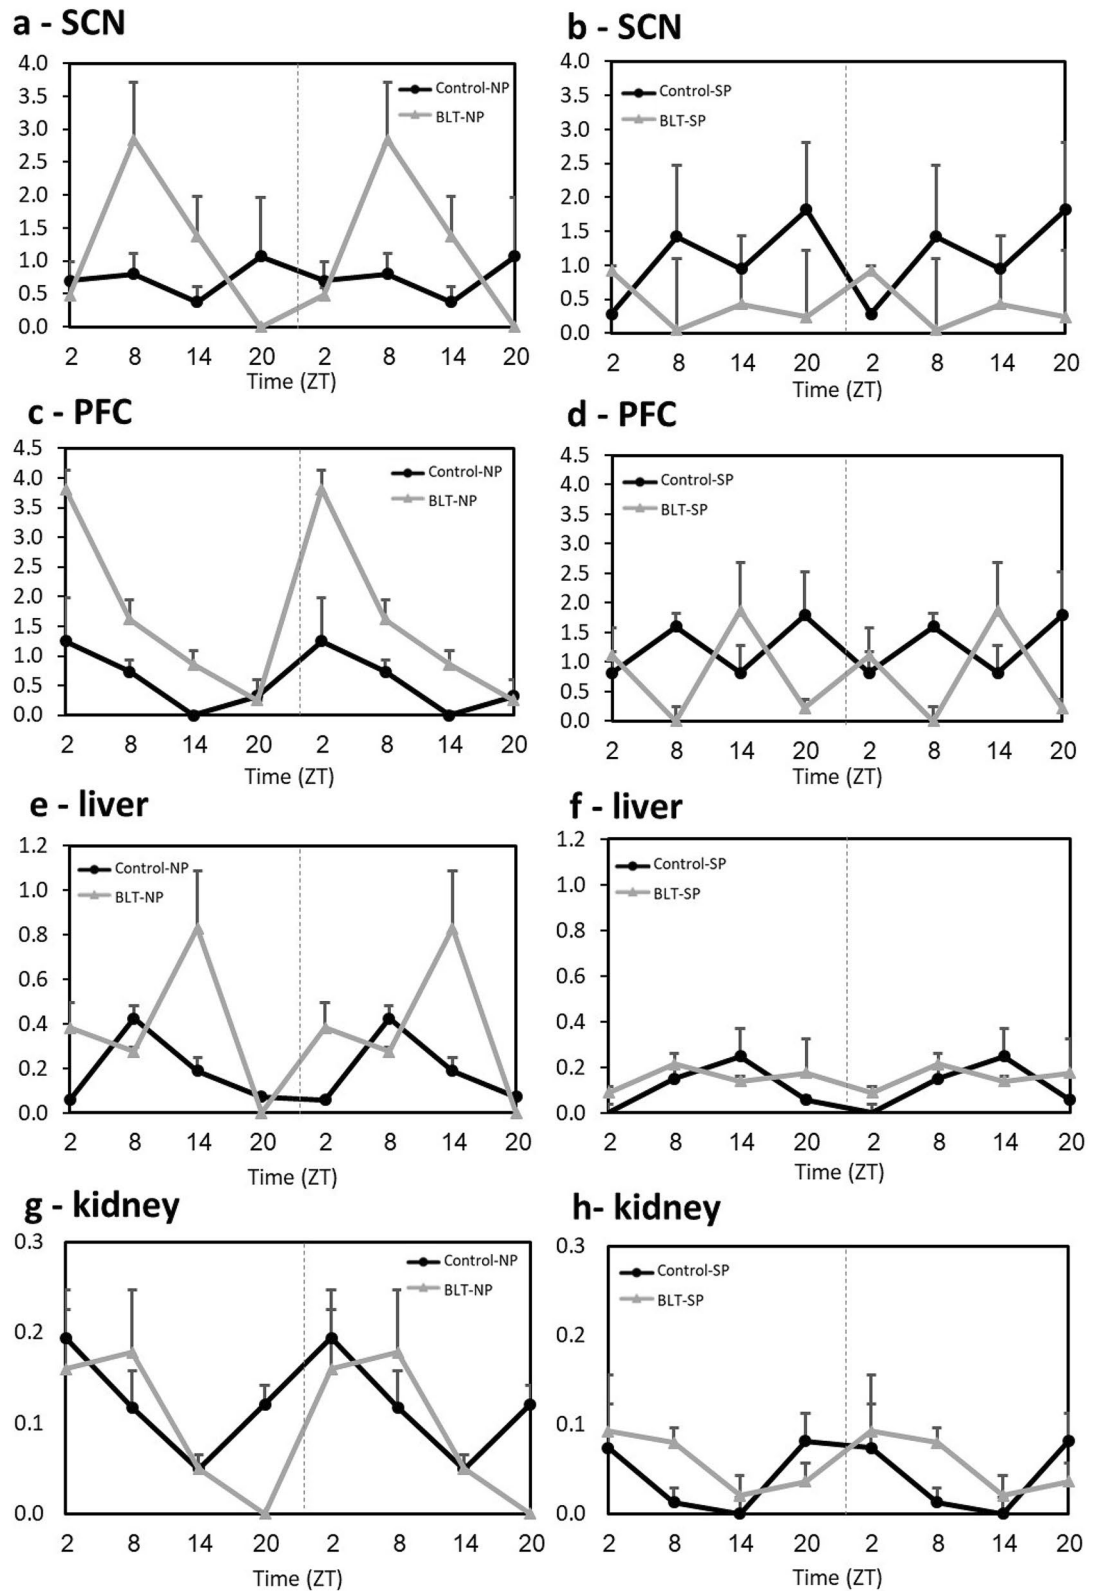 a - SCN
4.0
3.5
3.0
2.5
2.0
1.5
1.0
0.5
0.0
Control-NP
BLT-NP
2 8 14 20 2 8 14 20
Time (ZT)
b - SCN
4.0
3.5
3.0
2.5
2.0
1.5
1.0
0.5
0.0
Control-SP
BLT-SP
2 8 14 20 2 8 14 20
Time (ZT)
c - PFC
4.5
4.0
3.5
3.0
2.5
2.0
1.5
1.0
0.5
0.0
Control-NP
BLT-NP
2 8 14 20 2 8 14 20
Time (ZT)
d - PFC
4.5
4.0
3.5
3.0
2.5
2.0
1.5
1.0
0.5
0.0
Control-SP
BLT-SP
2 8 14 20 2 8 14 20
Time (ZT)
e - liver
1.2
1.0
0.8
0.6
0.4
0.2
0.0
Control-NP
BLT-NP
2 8 14 20 2 8 14 20
Time (ZT)
f - liver
1.2
1.0
0.8
0.6
0.4
0.2
0.0
Control-SP
BLT-SP
2 8 14 20 2 8 14 20
Time (ZT)
g - kidney
0.3
0.2
0.1
0.0
Control-NP
BLT-NP
2 8 14 20 2 8 14 20
Time (ZT)
h- kidney
0.3
0.2
0.1
0.0
Control-SP
BLT-SP
2 8 14 20 2 8 14 20
Time (ZT)